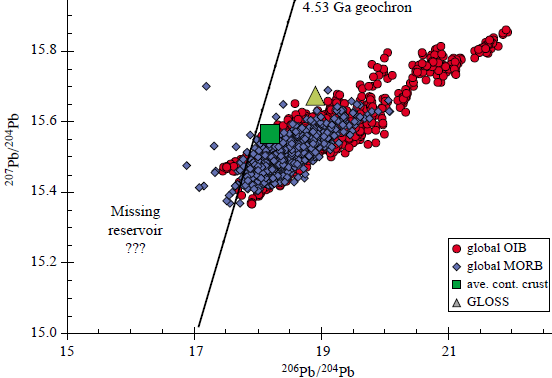 4.53 Ga geochron
15.8
15.6
15.4
15.2
15.0
²⁰⁷Pb/²⁰⁴Pb
Missing
reservoir
???
global OIB
global MORB
ave. cont. crust
GLOSS
15
17
19
21
²⁰⁶Pb/²⁰⁴Pb